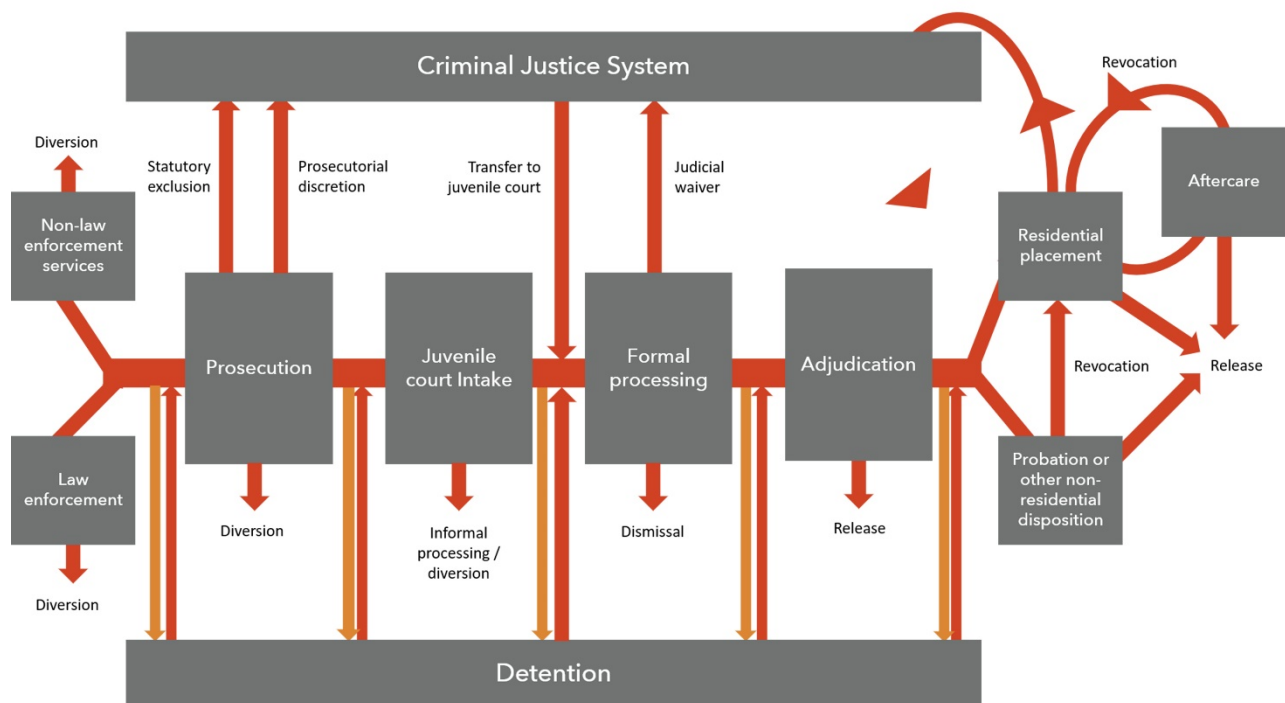 Criminal Justice System
Revocation
Diversion
Statutory
exclusion
Prosecutorial
discretion
Transfer to
juvenile court
Judicial
waiver
Aftercare
Non-law
enforcement
services
Residential
placement
Prosecution
Juvenile
court Intake
Formal
processing
Adjudication
Revocation
Release
Law
enforcement
Probation or
other non-
residential
disposition
Diversion
Diversion
Informal
processing /
diversion
Dismissal
Release
Detention